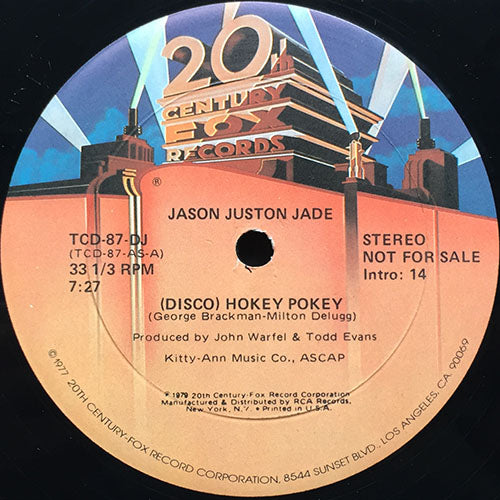 20th
CENTURY
FOX
RECORDS
®
JASON JUSTON JADE
TCD-87-DJ
(TCD-87-AS-A)
33 1/3 RPM
7:27
STEREO
NOT FOR SALE
Intro: 14
(DISCO) HOKEY POKEY
(George Brackman-Milton Delugg)
Produced by John Warfel & Todd Evans
Kitty-Ann Music Co., ASCAP
℗ 1979 20th Century-Fox Record Corporation
Manufactured & Distributed by RCA Records,
New York, N.Y. • Printed in U.S.A.
©1977 20TH CENTURY-FOX RECORD CORPORATION, 8544 SUNSET BLVD., LOS ANGELES, CA. 90069